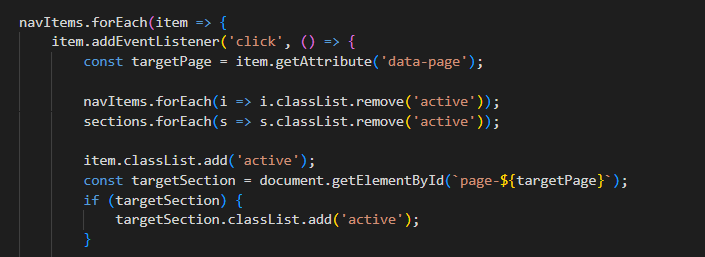 navItems.forEach(item => {
    item.addEventListener('click', () => {
        const targetPage = item.getAttribute('data-page');

        navItems.forEach(i => i.classList.remove('active'));
        sections.forEach(s => s.classList.remove('active'));

        item.classList.add('active');
        const targetSection = document.getElementById(`page-${targetPage}`);
        if (targetSection) {
            targetSection.classList.add('active');
        }